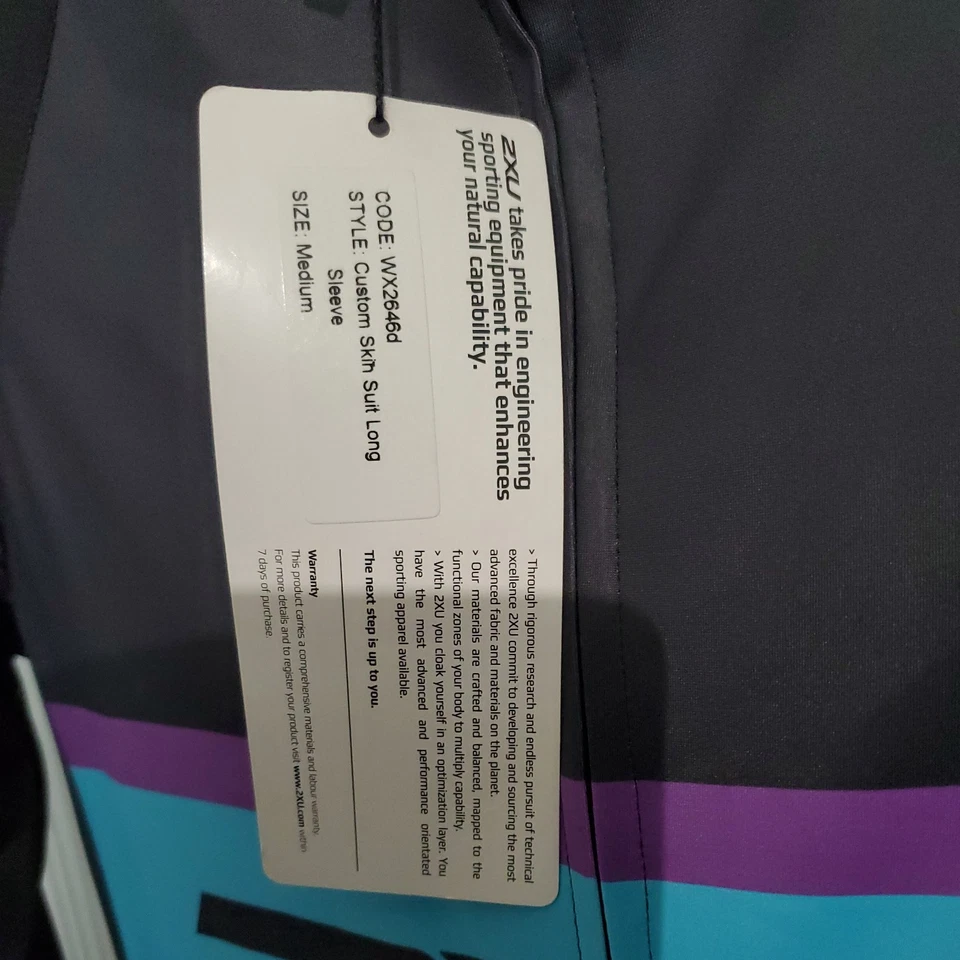 2XU takes pride in engineering
sporting equipment that enhances
your natural capability.
CODE: WX2646d
STYLE: Custom Skin Suit Long
Sleeve
SIZE: Medium
> Through rigorous research and endless pursuit of technical
excellence 2XU commit to developing and sourcing the most
advanced fabric and materials on the planet.
> Our materials are crafted and balanced, mapped to the
functional zones of your body to multiply capability.
> With 2XU you cloak yourself in an optimization layer. You
have the most advanced and performance orientated
sporting apparel available.
The next step is up to you.
Warranty
This product carries a comprehensive materials and labour warranty.
For more details and to register your product visit www.2XU.com within
7 days of purchase.